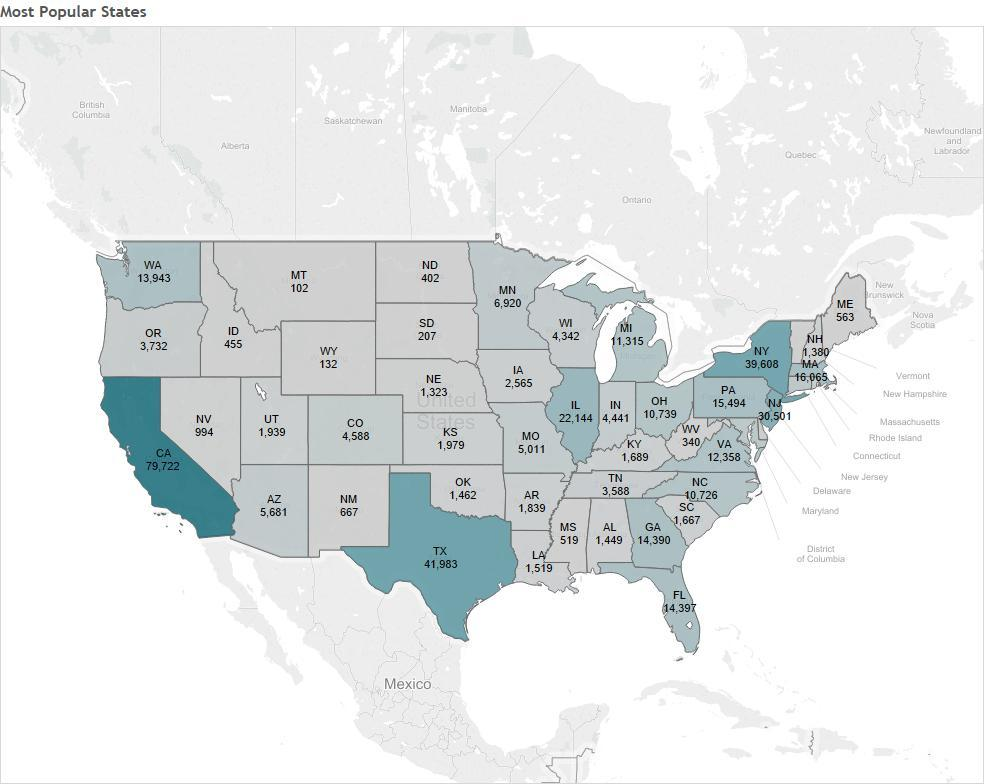 Most Popular States
British
Columbia
Alberta
Saskatchewan
Manitoba
Ontario
Quebec
Newfoundland
and
Labrador
New
Brunswick
Nova
Scotia
WA
13,943
MT
102
ND
402
MN
6,920
OR
3,732
ID
455
WY
132
SD
207
WI
4,342
MI
11,315
Michigan
ME
563
NH
1,380
NY
39,608
MA
16,065
Vermont
New Hampshire
Massachusetts
Rhode Island
Connecticut
New Jersey
Delaware
Maryland
District
of Columbia
NV
994
UT
1,939
CO
4,588
NE
1,323
United
States
KS
1,979
IA
2,565
MO
5,011
IL
22,144
IN
4,441
OH
10,739
PA
15,494
NJ
30,501
WV
340
VA
12,358
KY
1,689
CA
79,722
AZ
5,681
NM
667
OK
1,462
AR
1,839
TN
3,588
NC
10,726
SC
1,667
TX
41,983
LA
1,519
MS
519
AL
1,449
GA
14,390
FL
14,397
Mexico